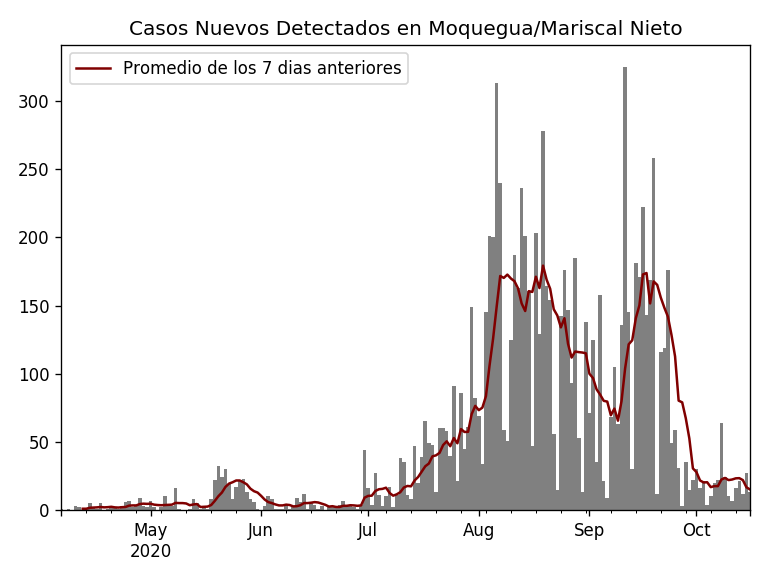 Casos Nuevos Detectados en Moquegua/Mariscal Nieto
Promedio de los 7 dias anteriores
300
250
200
150
100
50
0
May Jun Jul Aug Sep Oct
2020